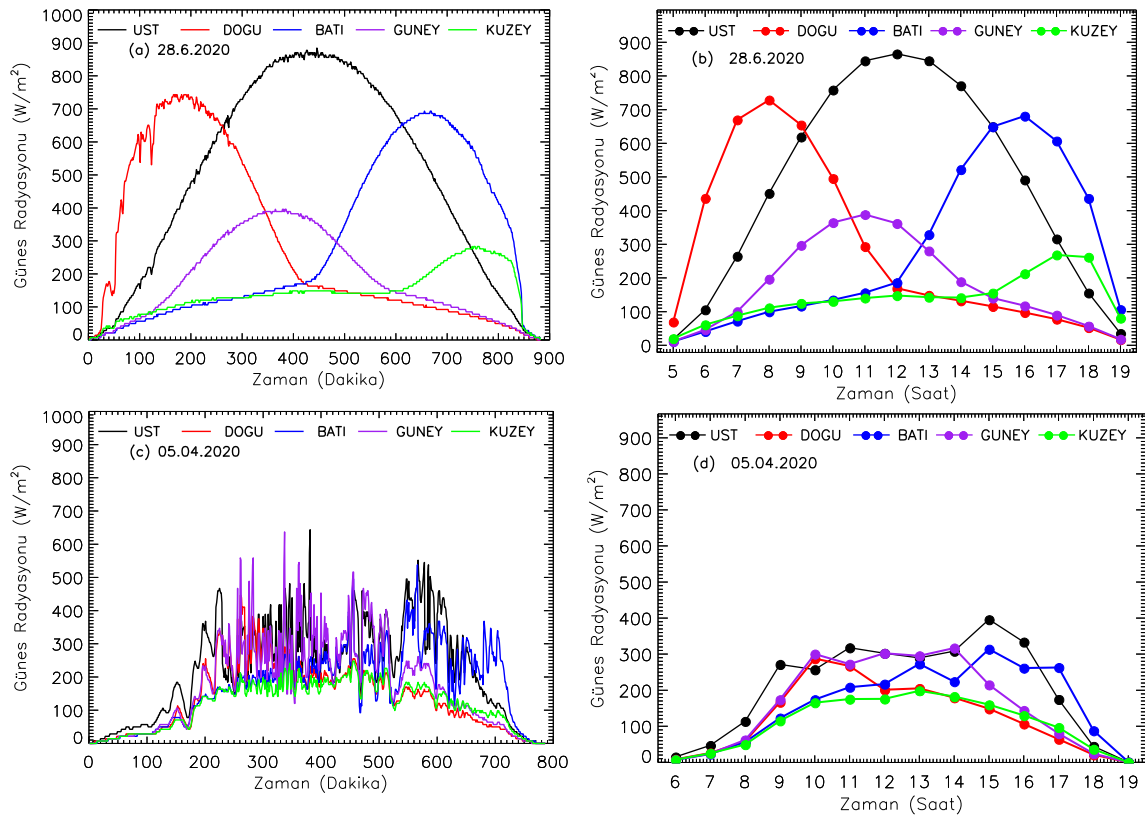 UST DOGU BATI GUNEY KUZEY
(a) 28.6.2020
Günes Radyasyonu (W/m²)
0 100 200 300 400 500 600 700 800 900 1000
0 100 200 300 400 500 600 700 800 900
Zaman (Dakika)
UST DOGU BATI GUNEY KUZEY
(b) 28.6.2020
Günes Radyasyonu (W/m²)
0 100 200 300 400 500 600 700 800 900
5 6 7 8 9 10 11 12 13 14 15 16 17 18 19
Zaman (Saat)
UST DOGU BATI GUNEY KUZEY
(c) 05.04.2020
Günes Radyasyonu (W/m²)
0 100 200 300 400 500 600 700 800 900 1000
0 100 200 300 400 500 600 700 800
Zaman (Dakika)
UST DOGU BATI GUNEY KUZEY
(d) 05.04.2020
Günes Radyasyonu (W/m²)
0 100 200 300 400 500 600 700 800 900
6 7 8 9 10 11 12 13 14 15 16 17 18 19
Zaman (Saat)